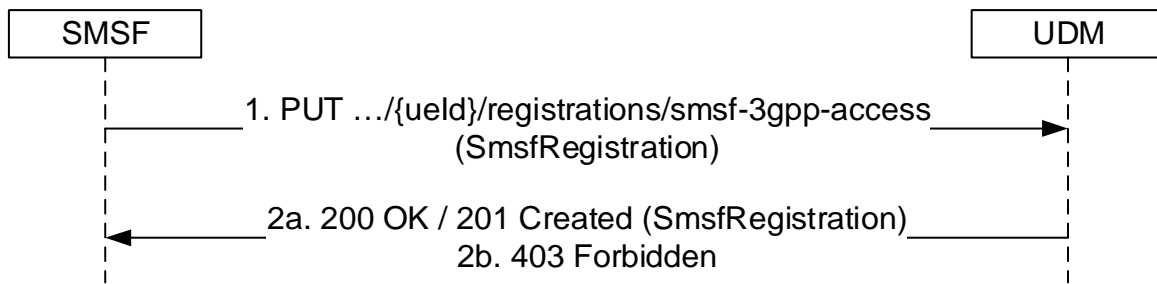 SMSF
UDM
1. PUT …/{ueId}/registrations/smsf-3gpp-access
(SmsfRegistration)
2a. 200 OK / 201 Created (SmsfRegistration)
2b. 403 Forbidden